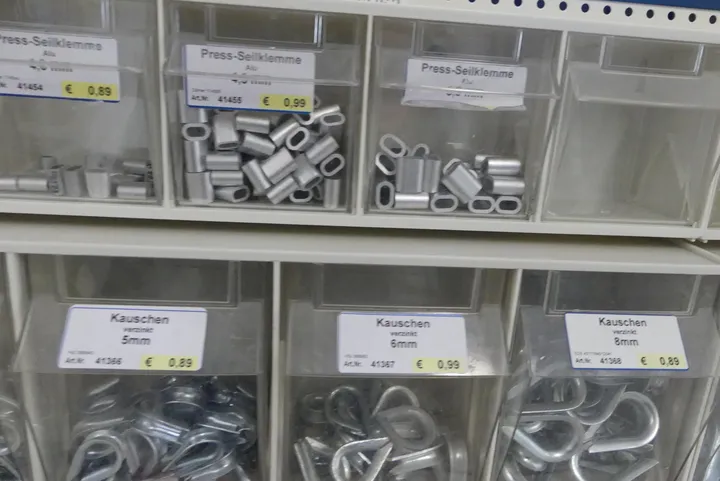 Press-Seilklemme
Alu
41454
€ 0,89
Press-Seilklemme
Alu
Art.Nr. 41455 € 0,99
Press-Seilklemme
Alu
Kauschen
verzinkt
5mm
Art.Nr. 41366 € 0,89
Kauschen
verzinkt
6mm
Art.Nr. 41367 € 0,99
Kauschen
verzinkt
8mm
Art.Nr. 41368 € 0,89